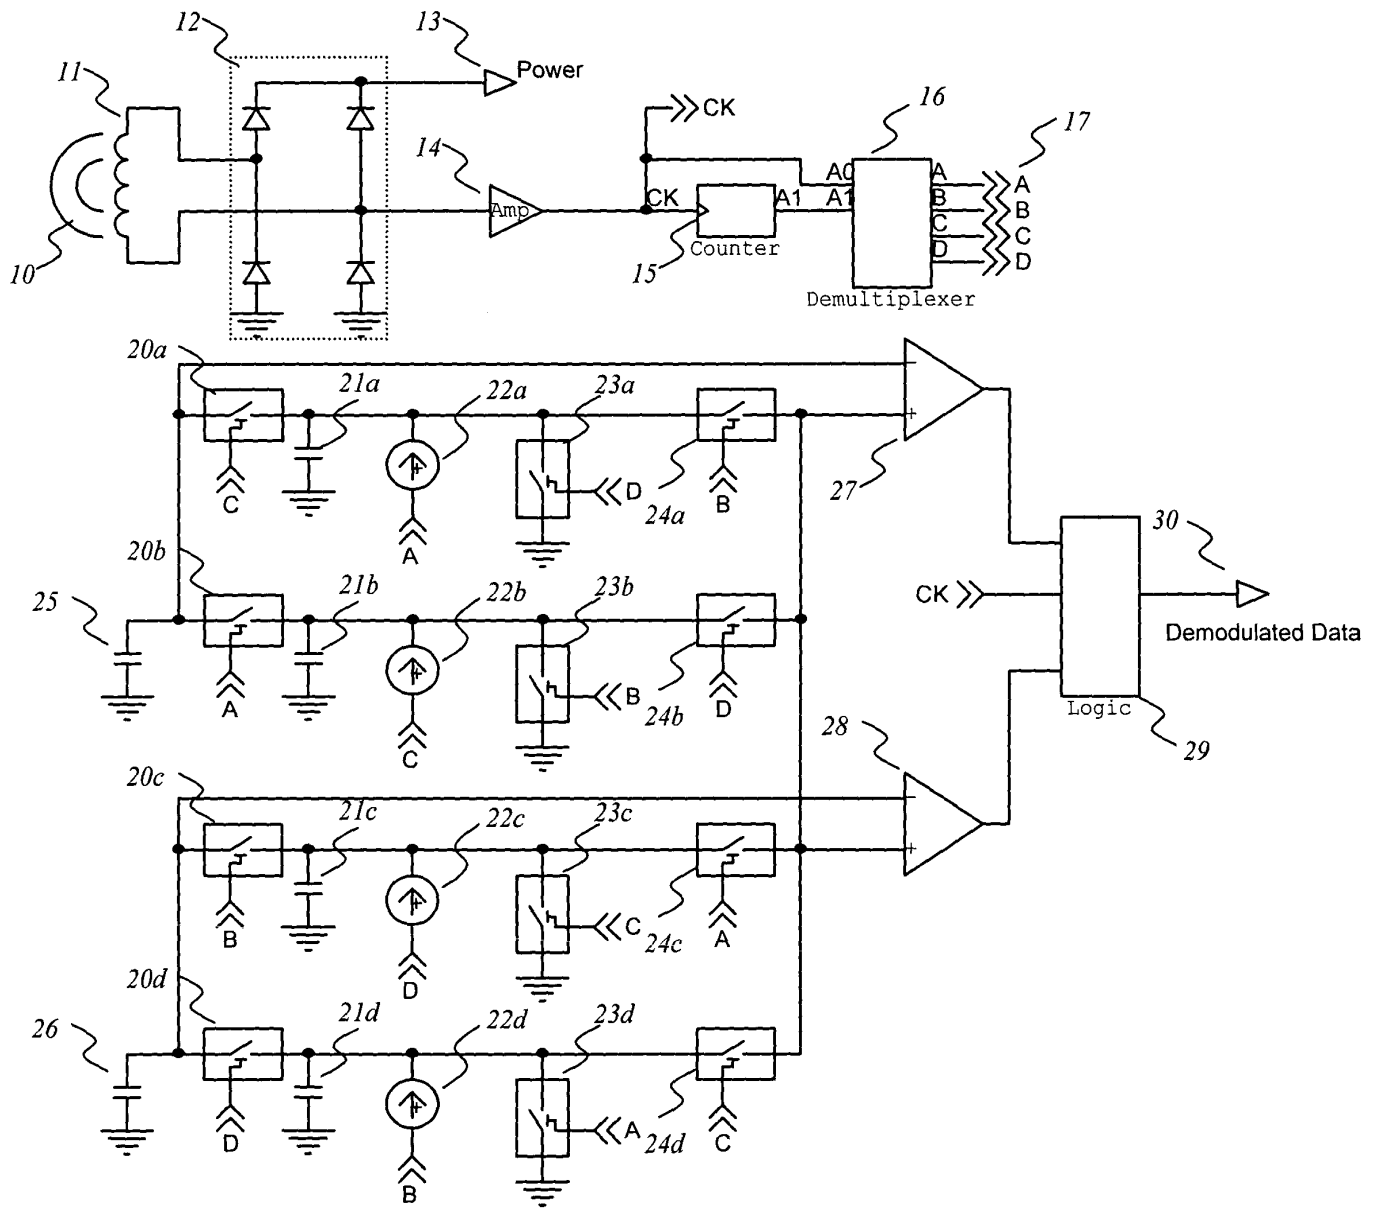 12
13
Power
11
14
Amp
10
CK
CK
15
Counter
A1
16
A0
A1
Demultiplexer
A
B
C
D
17
A
B
C
D
20a
C
21a
22a
A
23a
D
24a
B
27
20b
A
25
21b
22b
C
23b
B
24b
D
CK
30
Demodulated Data
Logic
29
28
20c
B
21c
22c
D
23c
C
24c
A
20d
D
26
21d
22d
B
23d
A
24d
C